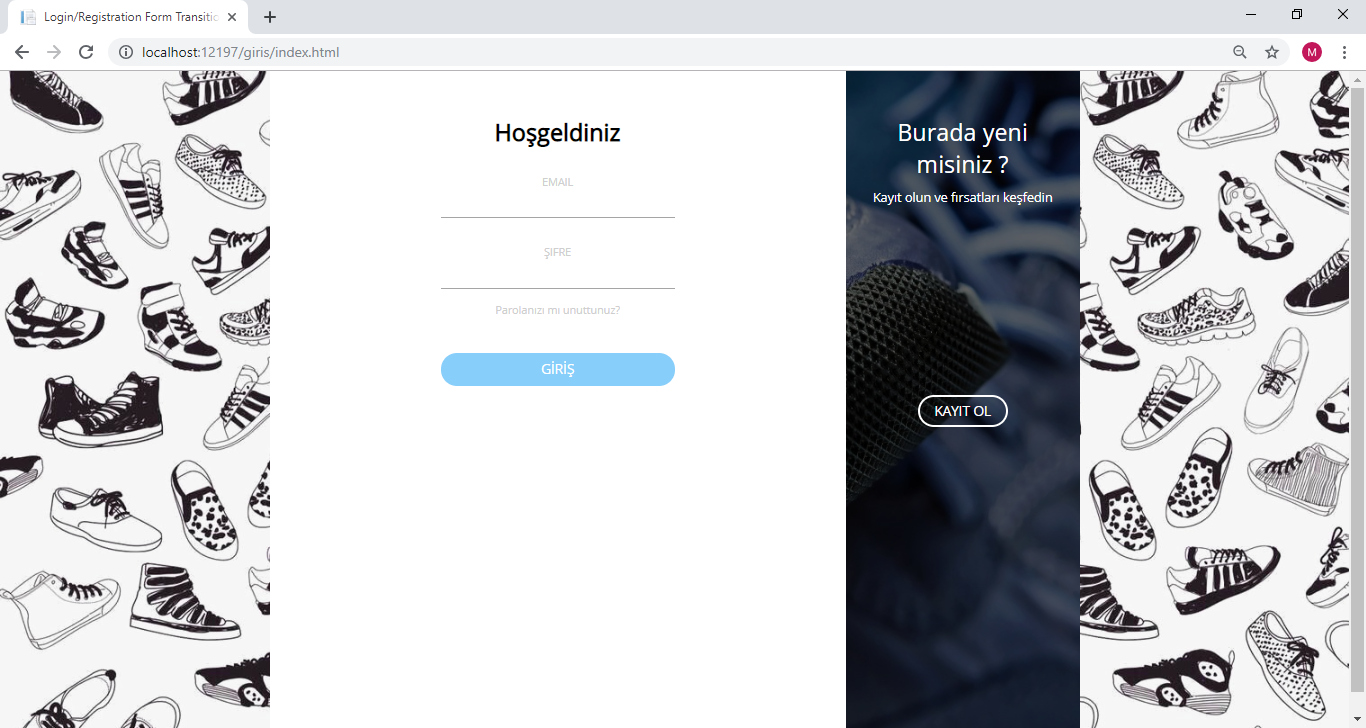 Login/Registration Form Transitio
localhost:12197/giris/index.html
M
Hoşgeldiniz
EMAIL
ŞIFRE
Parolanızı mı unuttunuz?
GİRİŞ
Burada yeni
misiniz ?
Kayıt olun ve fırsatları keşfedin
KAYIT OL